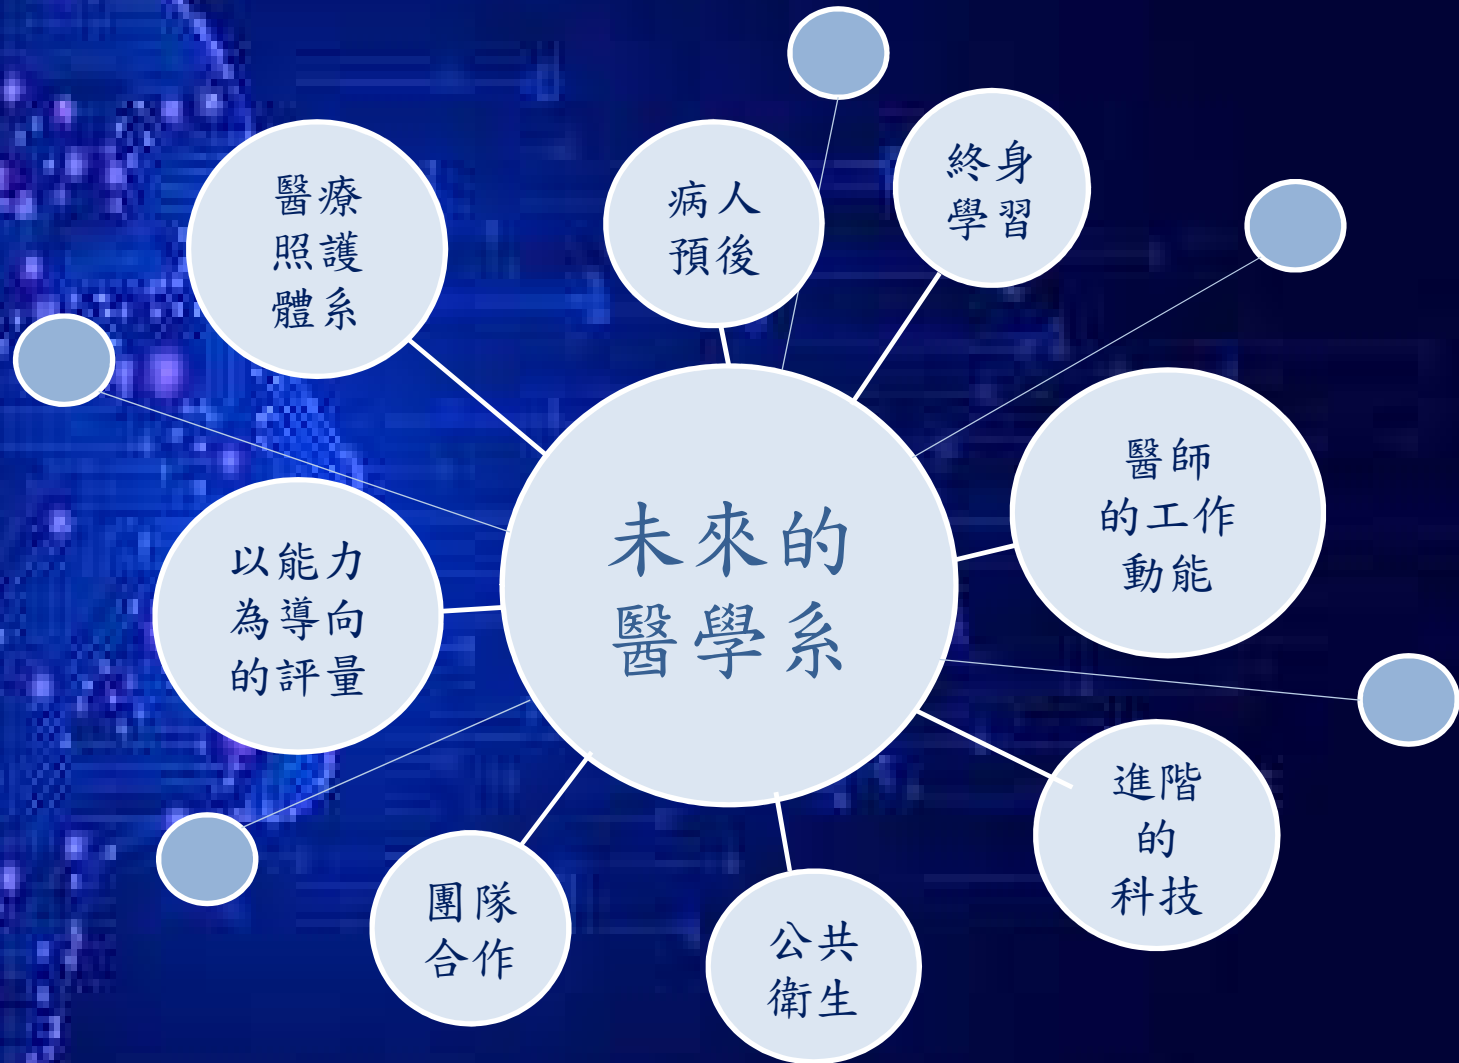 醫療
照護
體系
病人
預後
終身
學習
醫師
的工作
動能
未來的
醫學系
以能力
為導向
的評量
進階
的
科技
團隊
合作
公共
衛生